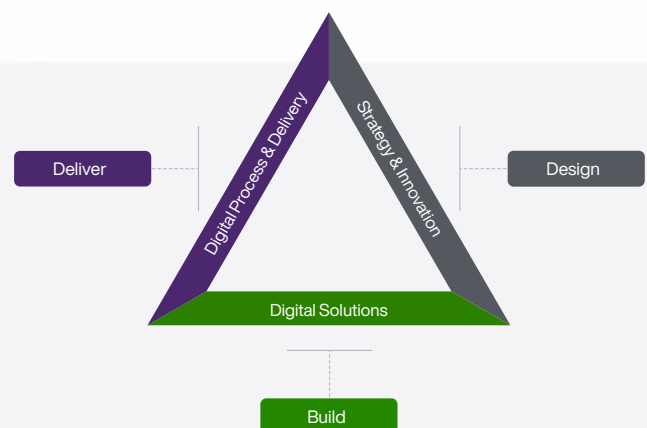 Digital Process & Delivery
Strategy & Innovation
Deliver
Design
Digital Solutions
Build